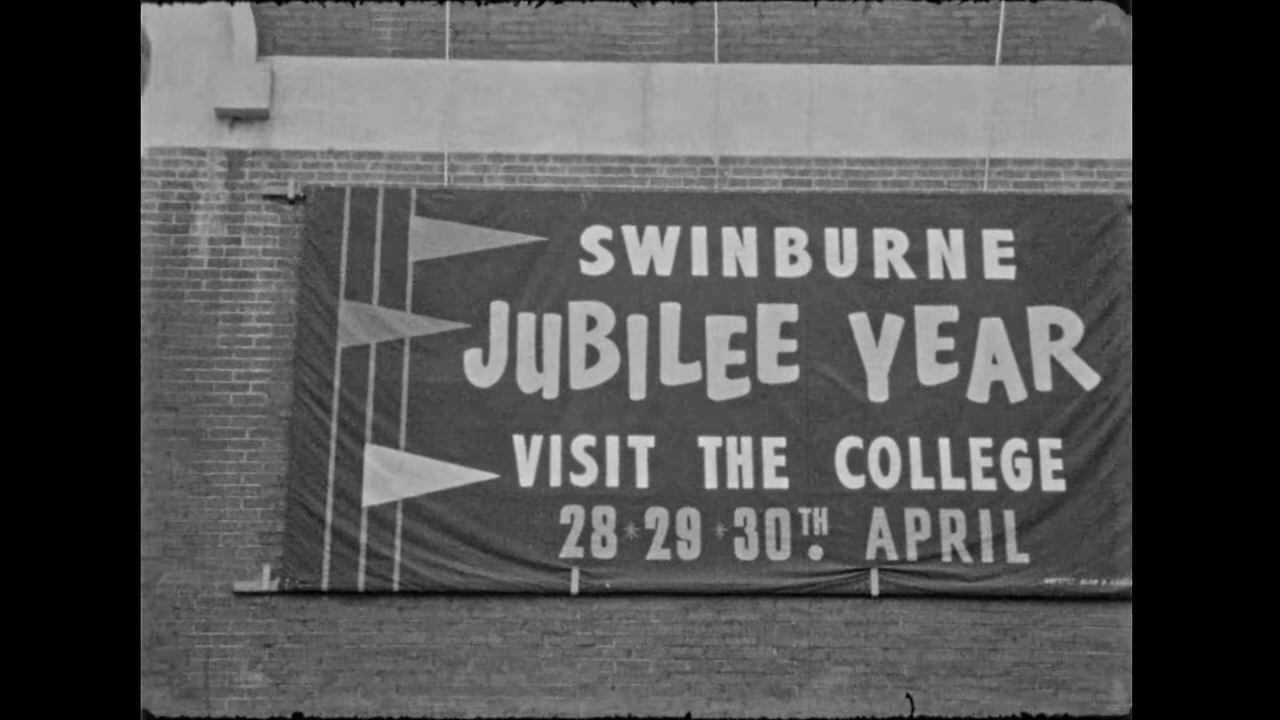 SWINBURNE
JUBILEE YEAR
VISIT THE COLLEGE
28*29*30TH. APRIL